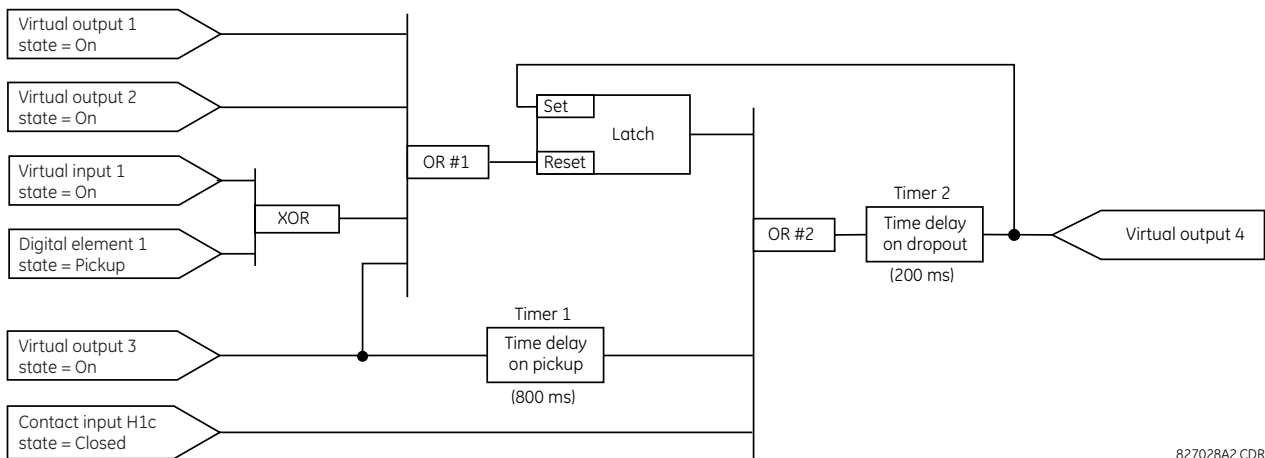 Virtual output 1
state = On
Virtual output 2
state = On
Virtual input 1
state = On
Digital element 1
state = Pickup
XOR
OR #1
Set
Latch
Reset
Timer 2
OR #2
Time delay
on dropout
(200 ms)
Virtual output 4
Virtual output 3
state = On
Timer 1
Time delay
on pickup
(800 ms)
Contact input H1c
state = Closed
827028A2.CDR